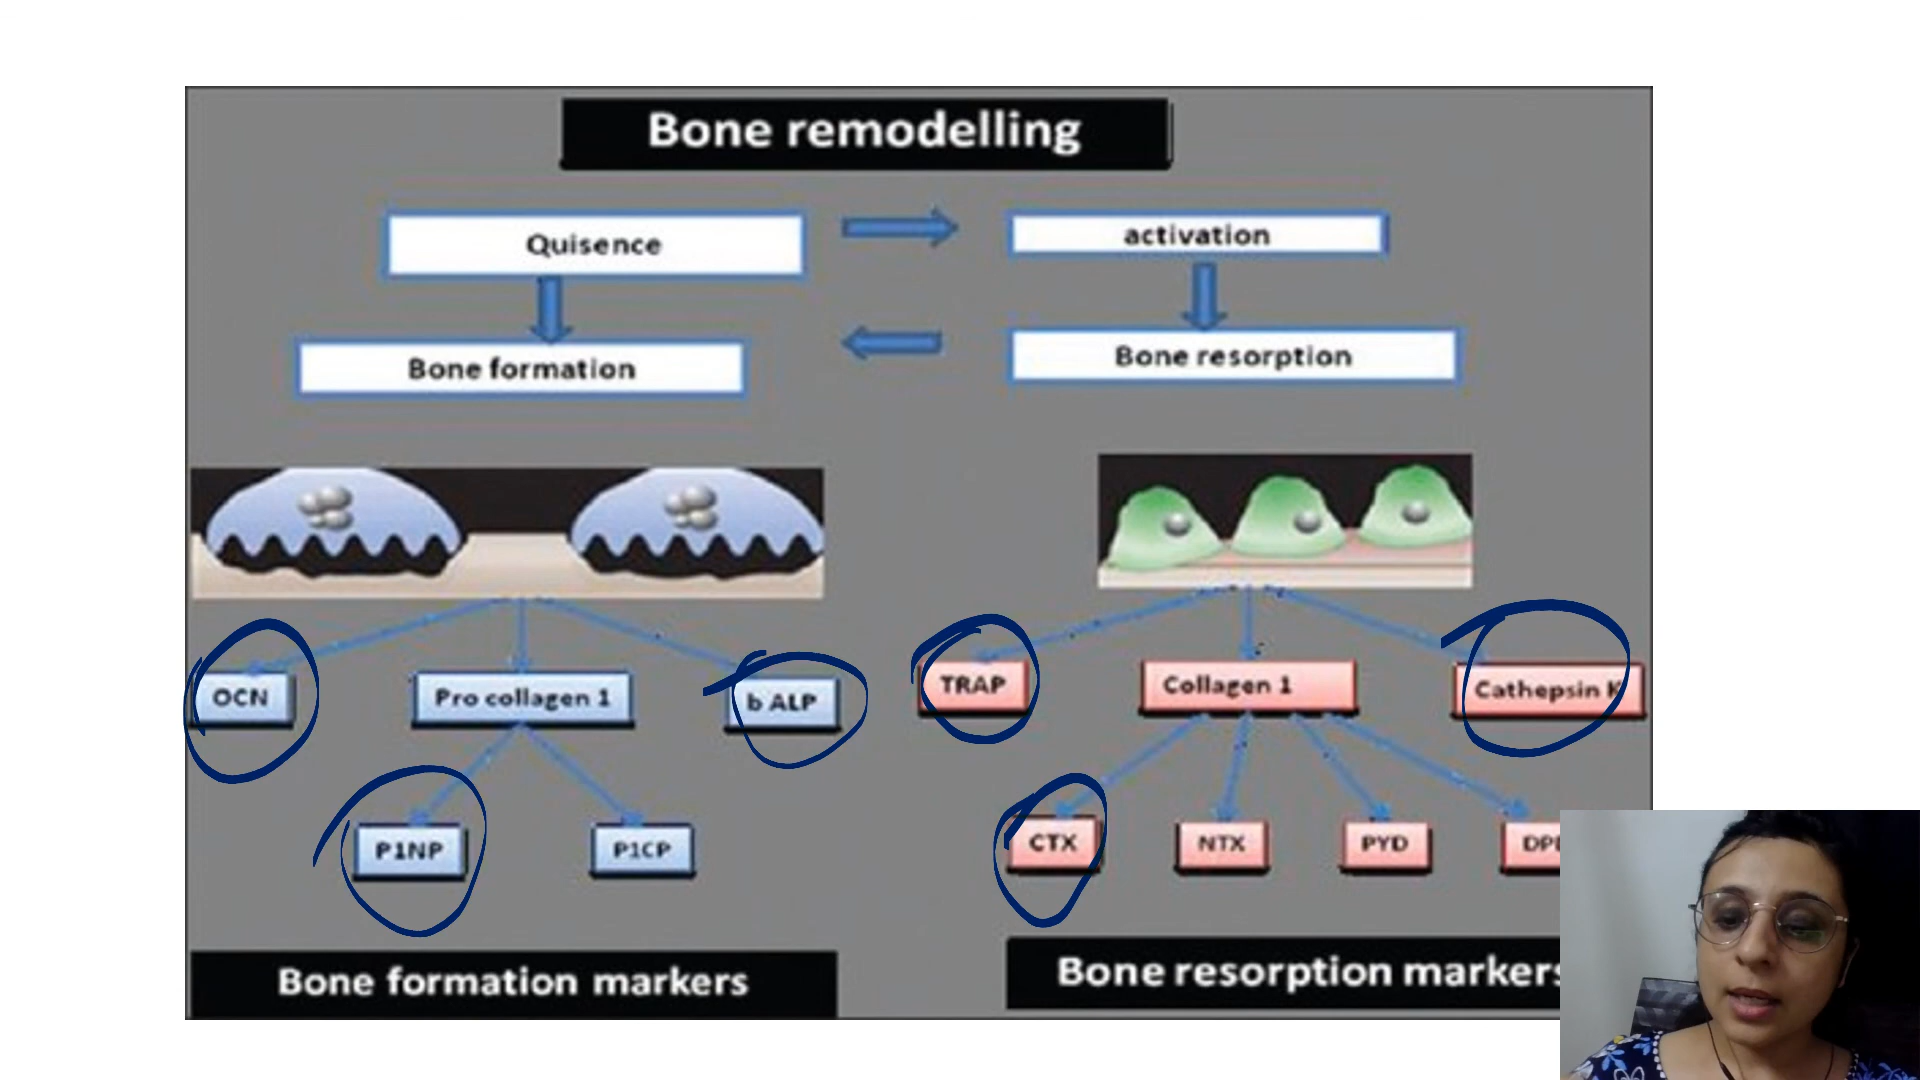 Bone remodelling
Quisence
activation
Bone formation
Bone resorption
OCN
Pro collagen 1
b ALP
TRAP
Collagen 1
Cathepsin K
P1NP
P1CP
CTX
NTX
PYD
Bone formation markers
Bone resorption markers